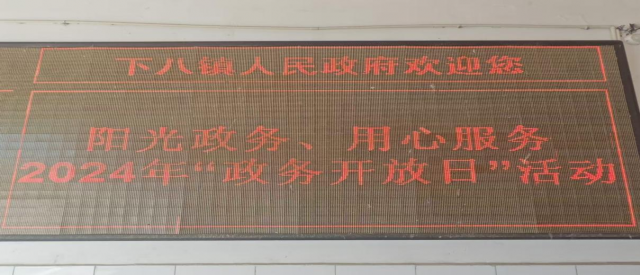 下八镇人民政府欢迎您
阳光政务、用心服务
2024年“政务开放日”活动